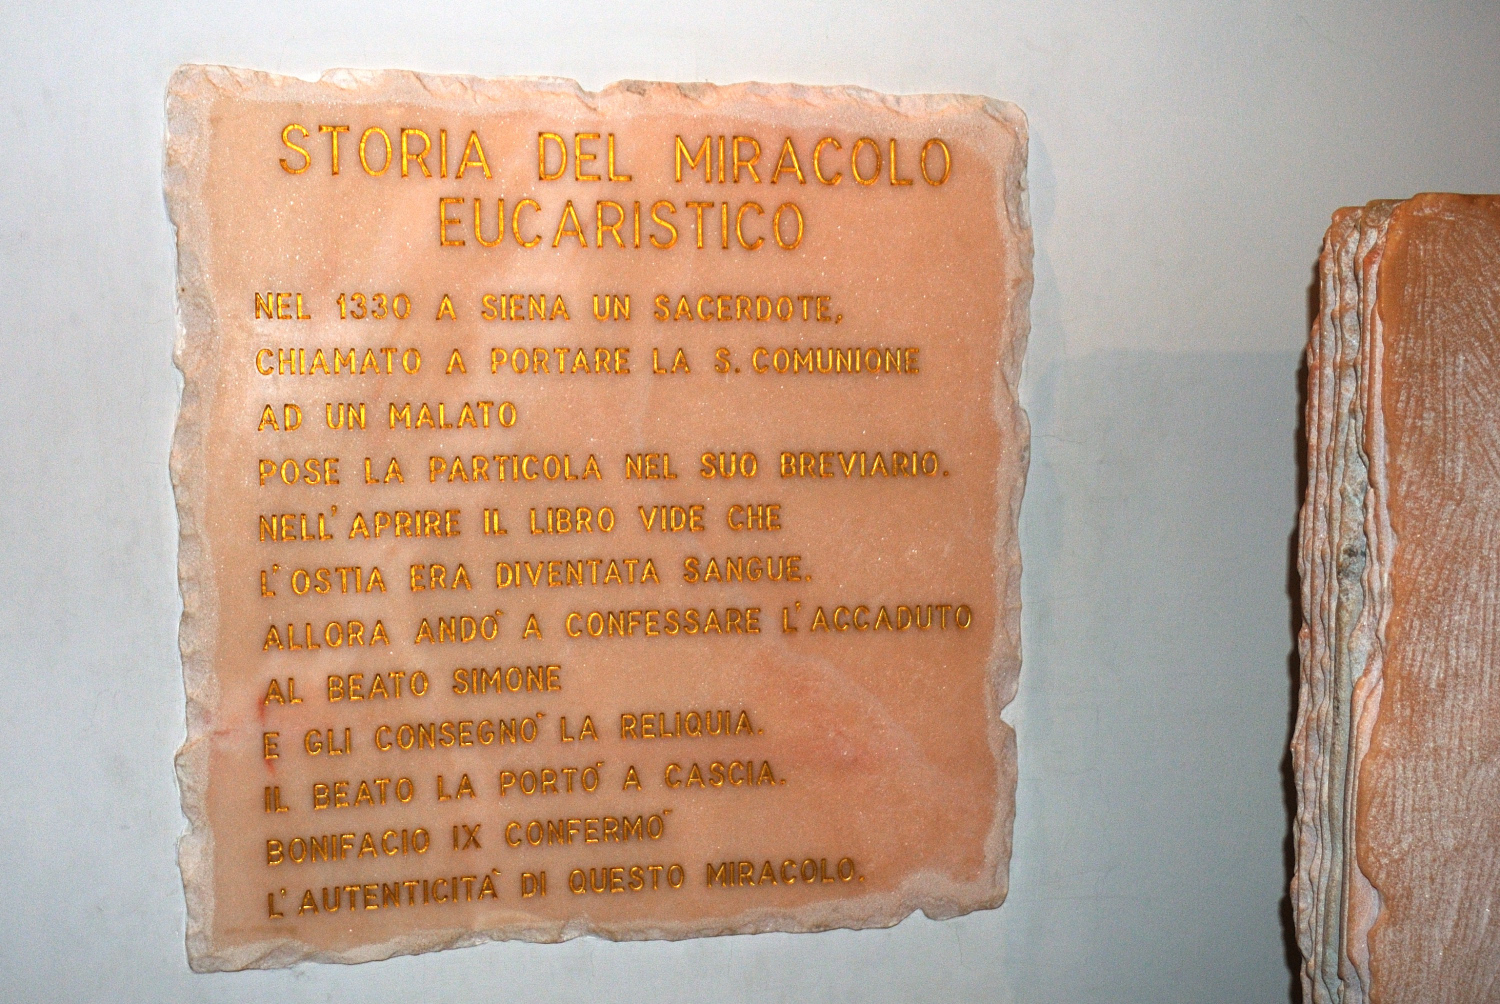 STORIA DEL MIRACOLO
EUCARISTICO
NEL 1330 A SIENA UN SACERDOTE,
CHIAMATO A PORTARE LA S. COMUNIONE
AD UN MALATO
POSE LA PARTICOLA NEL SUO BREVIARIO.
NELL'APRIRE IL LIBRO VIDE CHE
L'OSTIA ERA DIVENTATA SANGUE.
ALLORA ANDO' A CONFESSARE L'ACCADUTO
AL BEATO SIMONE
E GLI CONSEGNO' LA RELIQUIA.
IL BEATO LA PORTO' A CASCIA.
BONIFACIO IX CONFERMO'
L'AUTENTICITA' DI QUESTO MIRACOLO.